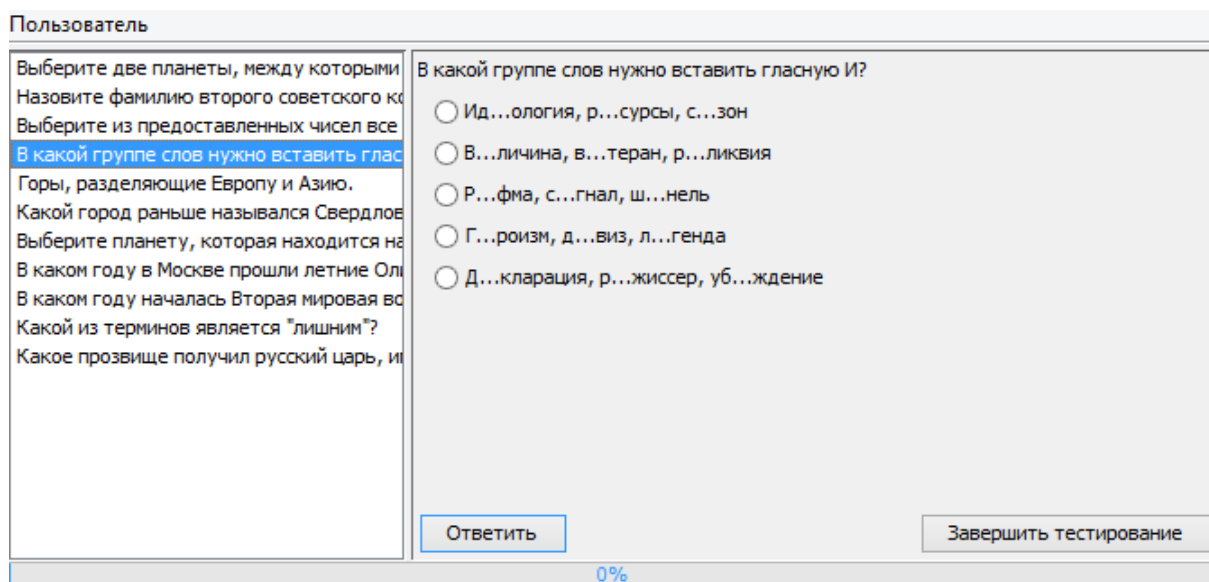 Пользователь
Выберите две планеты, между которыми
Назовите фамилию второго советского ко
Выберите из предоставленных чисел все
В какой группе слов нужно вставить глас
Горы, разделяющие Европу и Азию.
Какой город раньше назывался Свердлов
Выберите планету, которая находится на
В каком году в Москве прошли летние Оли
В каком году началась Вторая мировая во
Какой из терминов является "лишним"?
Какое прозвище получил русский царь, и
В какой группе слов нужно вставить гласную И?
Ид...ология, р...сурсы, с...зон
В...личина, в...теран, р...ликвия
Р...фма, с...гнал, ш...нель
Г...роизм, д...виз, л...генда
Д...кларация, р...жиссер, уб...ждение
Ответить
Завершить тестирование
0%